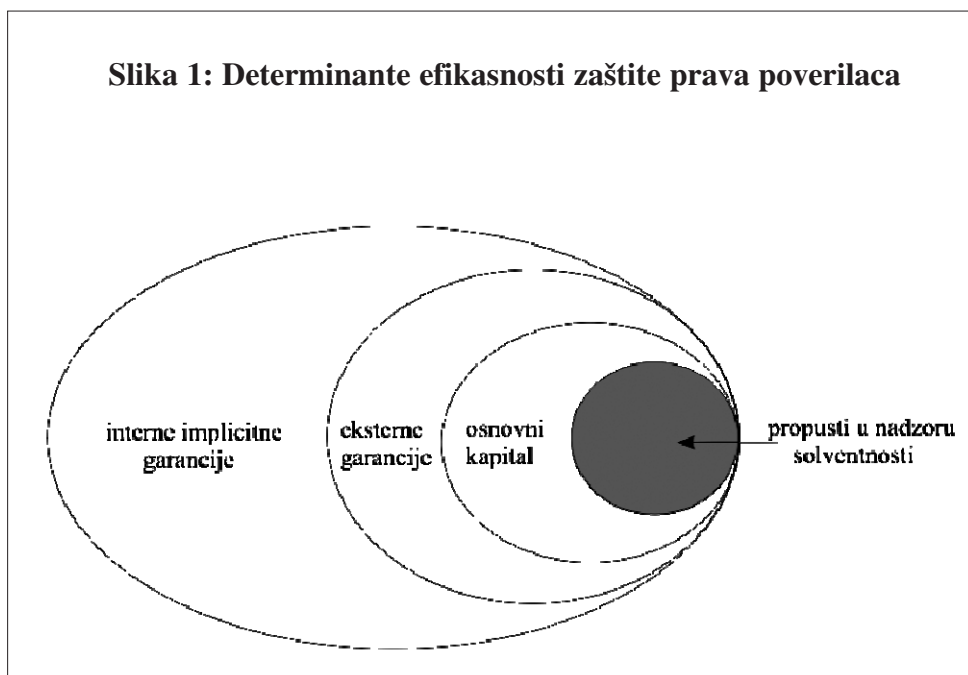 Slika 1: Determinante efikasnosti zaštite prava poverilaca
interne implicitne
garancije
eksterne
garancije
osnovni
kapital
propusti u nadzoru
solventnosti